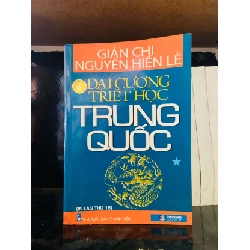 GIẢN CHI
NGUYỄN HIẾN LÊ
ĐẠI CƯƠNG
TRIẾT HỌC
TRUNG
QUỐC